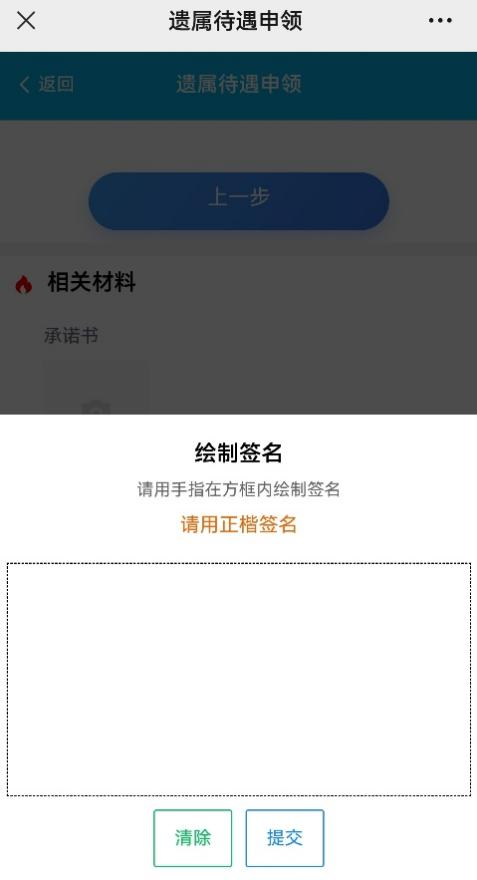 遗属待遇申领
返回
遗属待遇申领
上一步
相关材料
承诺书
绘制签名
请用手指在方框内绘制签名
请用正楷签名
清除
提交